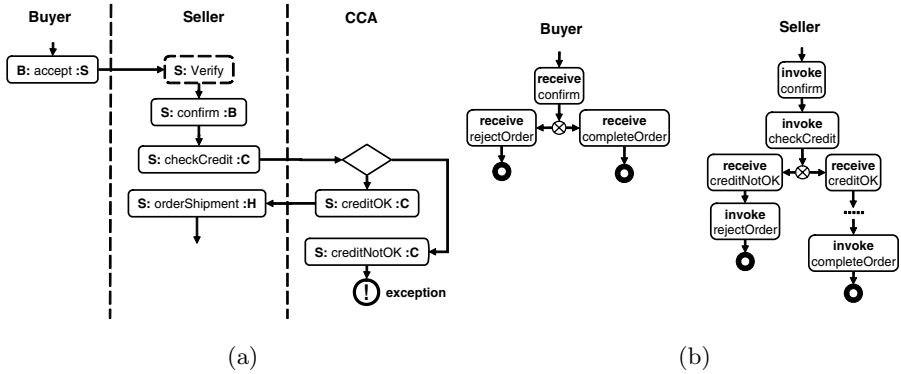 Buyer
Seller
CCA
B: accept :S
S: Verify
S: confirm :B
S: checkCredit :C
S: orderShipment :H
S: creditOK :C
S: creditNotOK :C
! exception
(a)
Buyer
receive
confirm
receive
rejectOrder
receive
completeOrder
Seller
invoke
confirm
invoke
checkCredit
receive
creditNotOK
receive
creditOK
invoke
rejectOrder
invoke
completeOrder
(b)